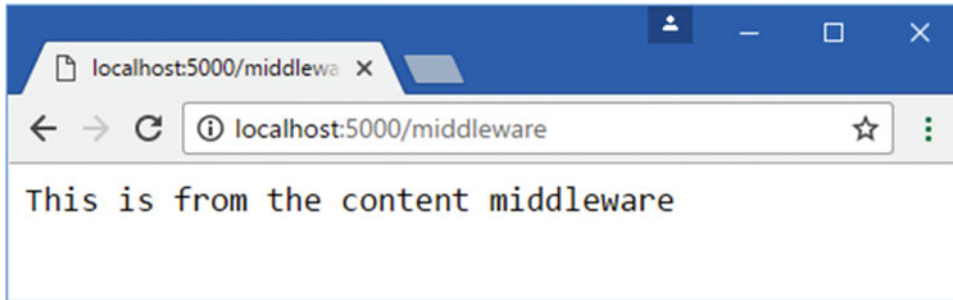 localhost:5000/middlewa
localhost:5000/middleware
This is from the content middleware